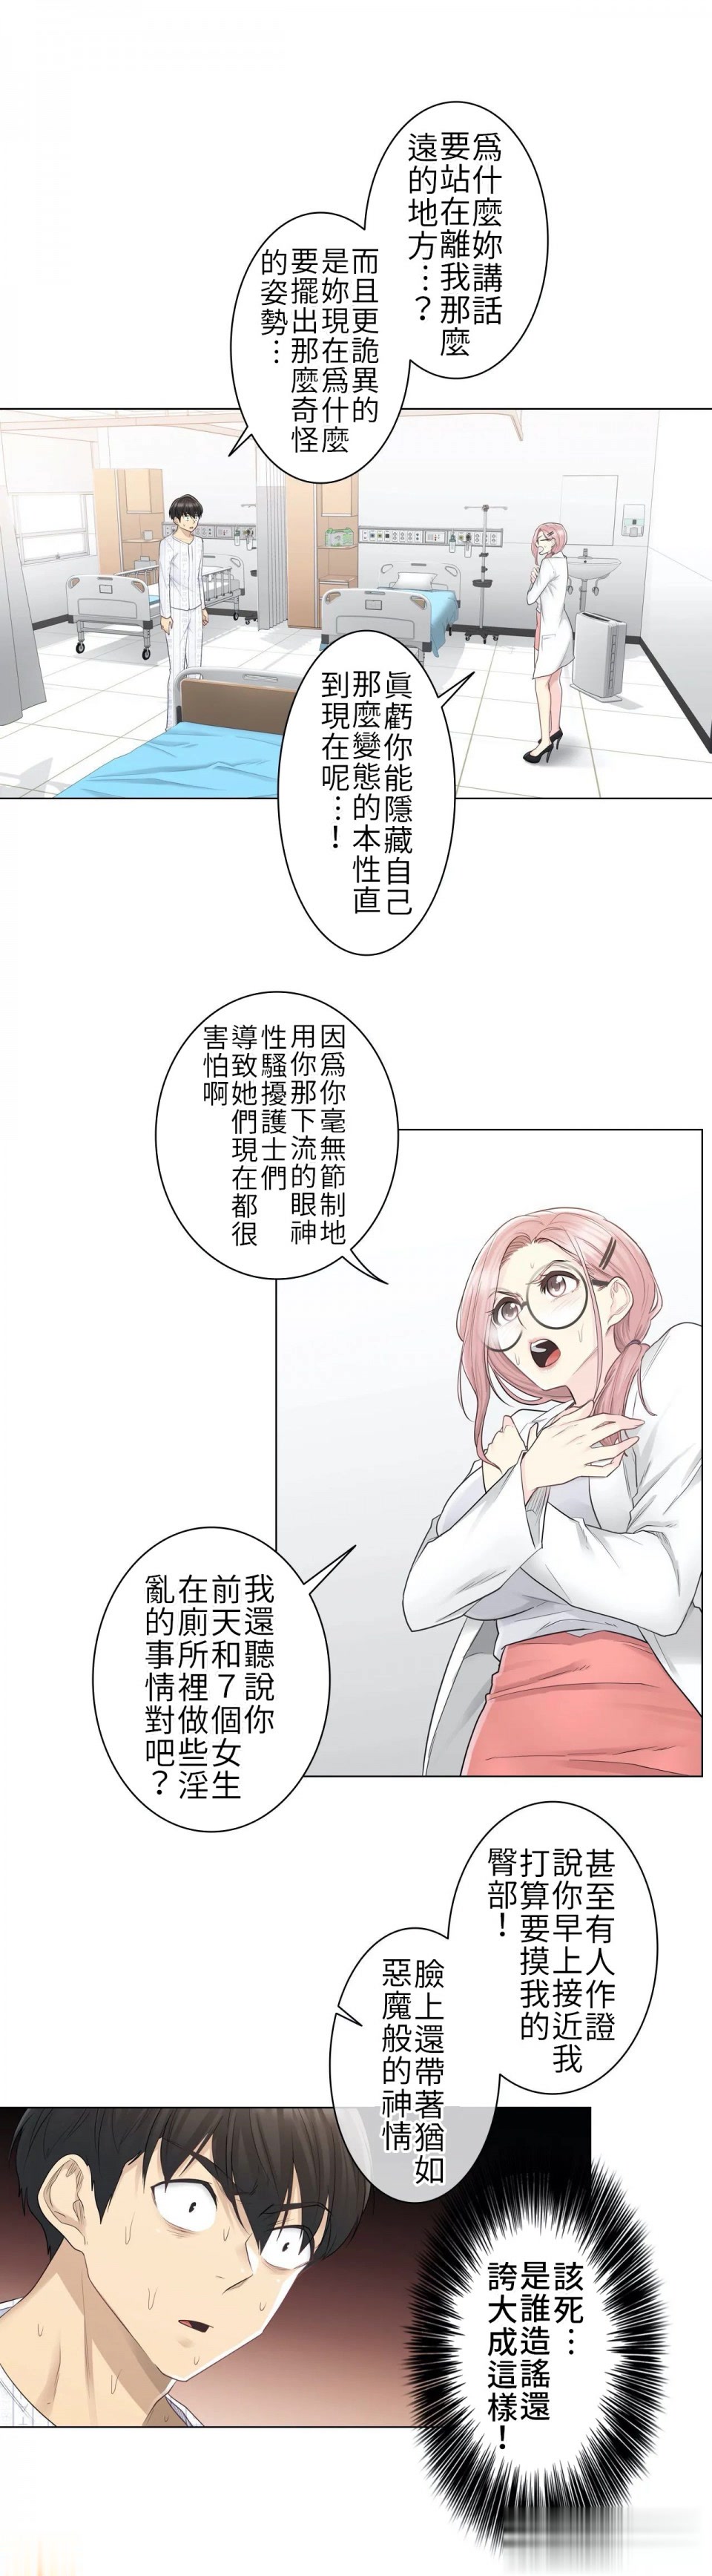 爲什麼妳講話
要站在離我那麼
遠的地方…？
而且更詭異的
是妳現在爲什麼
要擺出那麼奇怪
的姿勢…
眞虧你能隱藏自己
那麼變態的本性直
到現在呢…！
因爲你毫無節制地
用你那下流的眼神
性騷擾護士們
導致她們現在都很
害怕啊
我還聽說你
前天和7個女生
在廁所裡做些淫
亂的事情對吧？
甚至有人作證
說你早上接近我
打算要摸我的
臀部！
臉上還帶著猶如
惡魔般的神情
該死…
是誰造謠還
誇大成這樣！